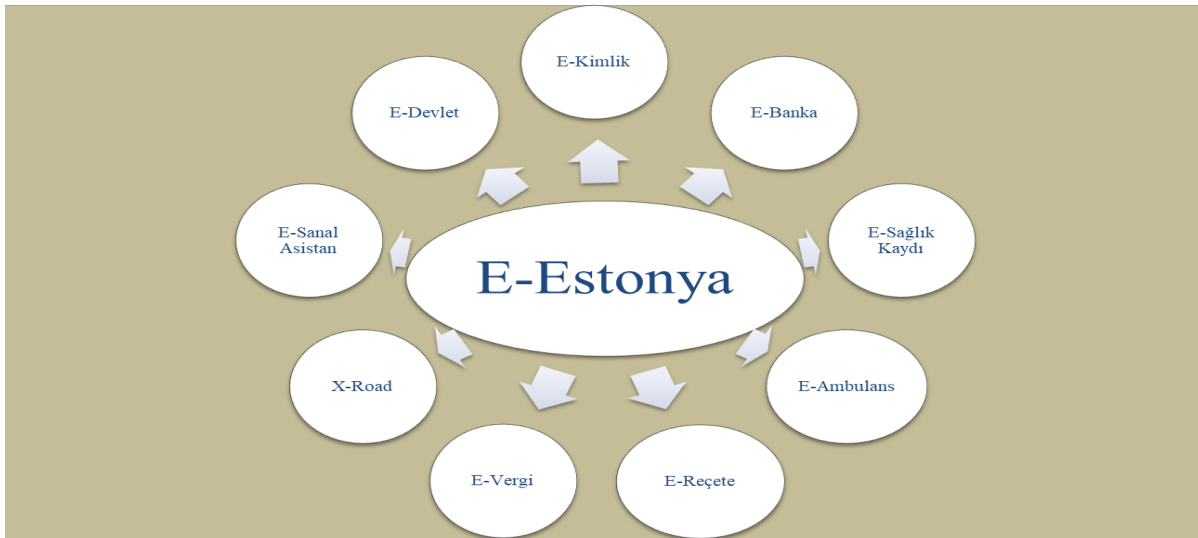 E-Kimlik
E-Devlet
E-Banka
E-Sanal
Asistan
E-Sağlık
Kaydı
E-Estonya
X-Road
E-Ambulans
E-Vergi
E-Reçete